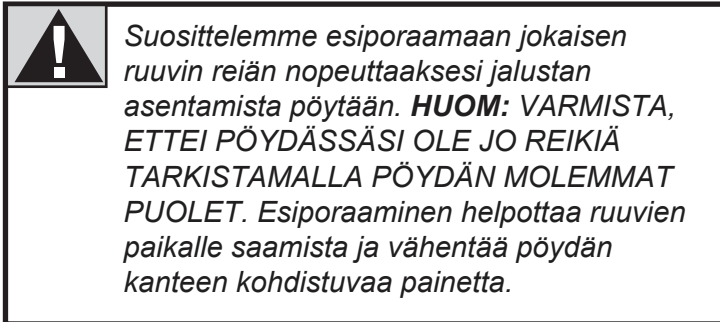 Suosittelemme esiporaamaan jokaisen
ruuvin reiän nopeuttaaksesi jalustan
asentamista pöytään. HUOM: VARMISTA,
ETTEI PÖYDÄSSÄSI OLE JO REIKIÄ
TARKISTAMALLA PÖYDÄN MOLEMMAT
PUOLET. Esiporaaminen helpottaa ruuvien
paikalle saamista ja vähentää pöydän
kanteen kohdistuvaa painetta.